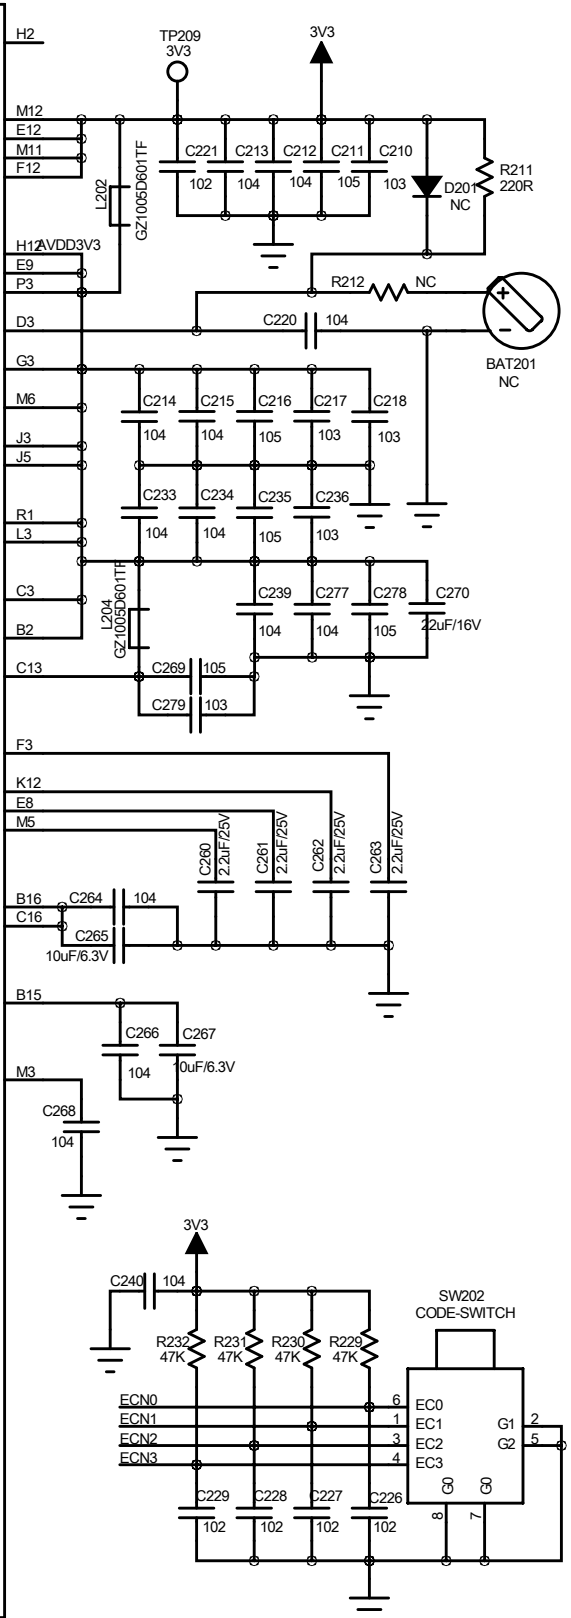 H2
TP209
3V3
3V3
M12
E12
M11
F12
L202
GZ1005D601TF
C221
102
C213
104
C212
104
C211
105
C210
103
D201
NC
R211
220R
H12
AVDD3V3
E9
P3
R212
NC
D3
C220
104
+
-
BAT201
NC
G3
M6
J3
J5
C214
104
C215
104
C216
105
C217
103
C218
103
R1
L3
C233
104
C234
104
C235
105
C236
103
C3
B2
L204
GZ1005D601TF
C239
104
C277
104
C278
105
C270
22uF/16V
C13
C269
105
C279
103
F3
K12
E8
M5
C260
2.2uF/25V
C261
2.2uF/25V
C262
2.2uF/25V
C263
2.2uF/25V
B16
C264
104
C16
C265
10uF/6.3V
B15
C266
104
C267
10uF/6.3V
M3
C268
104
3V3
C240
104
SW202
CODE-SWITCH
R232
47K
R231
47K
R230
47K
R229
47K
ECN0
6
EC0
ECN1
1
EC1
G1
2
ECN2
3
EC2
G2
5
ECN3
4
EC3
G0
G0
8
7
C229
102
C228
102
C227
102
C226
102